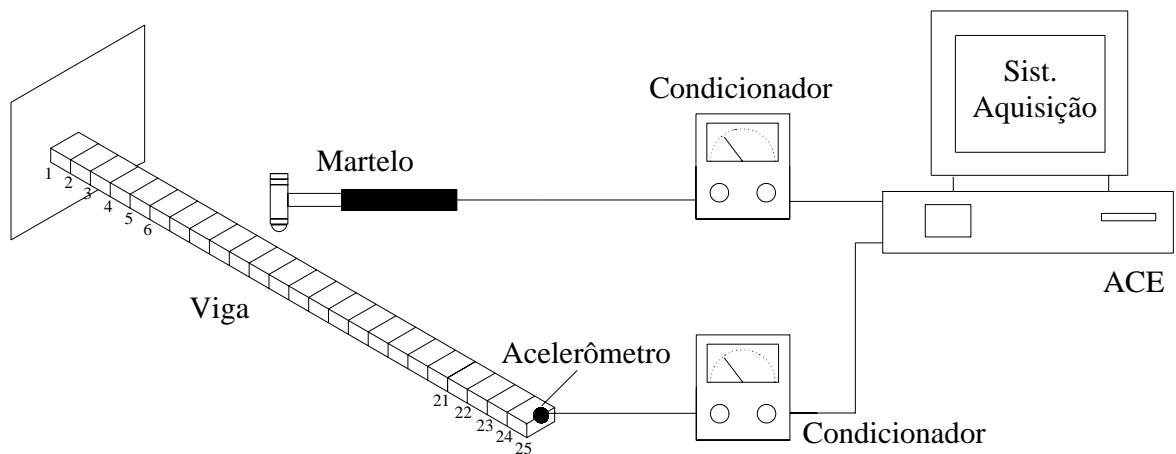 Sist.
Aquisição
Condicionador
Martelo
1
2
3
4
5
6
ACE
Viga
Acelerômetro
21
22
23
24
25
Condicionador